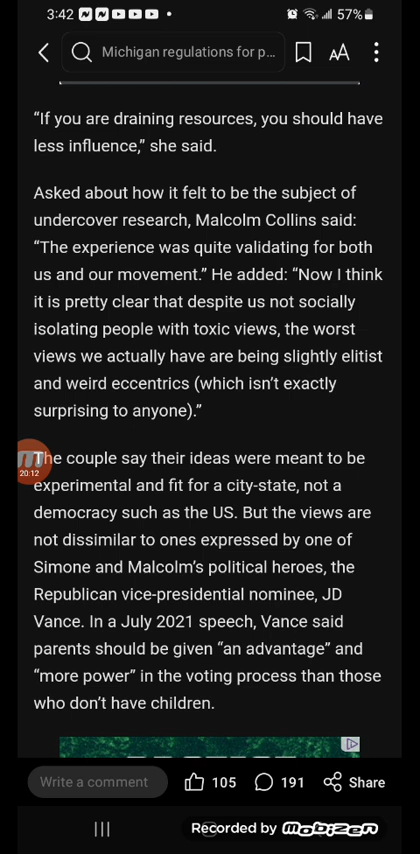 3:42
57%
Michigan regulations for p...
AA
“If you are draining resources, you should have
less influence,” she said.
Asked about how it felt to be the subject of
undercover research, Malcolm Collins said:
“The experience was quite validating for both
us and our movement.” He added: “Now I think
it is pretty clear that despite us not socially
isolating people with toxic views, the worst
views we actually have are being slightly elitist
and weird eccentrics (which isn’t exactly
surprising to anyone).”
The couple say their ideas were meant to be
20:12
experimental and fit for a city-state, not a
democracy such as the US. But the views are
not dissimilar to ones expressed by one of
Simone and Malcolm’s political heroes, the
Republican vice-presidential nominee, JD
Vance. In a July 2021 speech, Vance said
parents should be given “an advantage” and
“more power” in the voting process than those
who don’t have children.
Write a comment
105
191
Share
Recorded by Mobizen